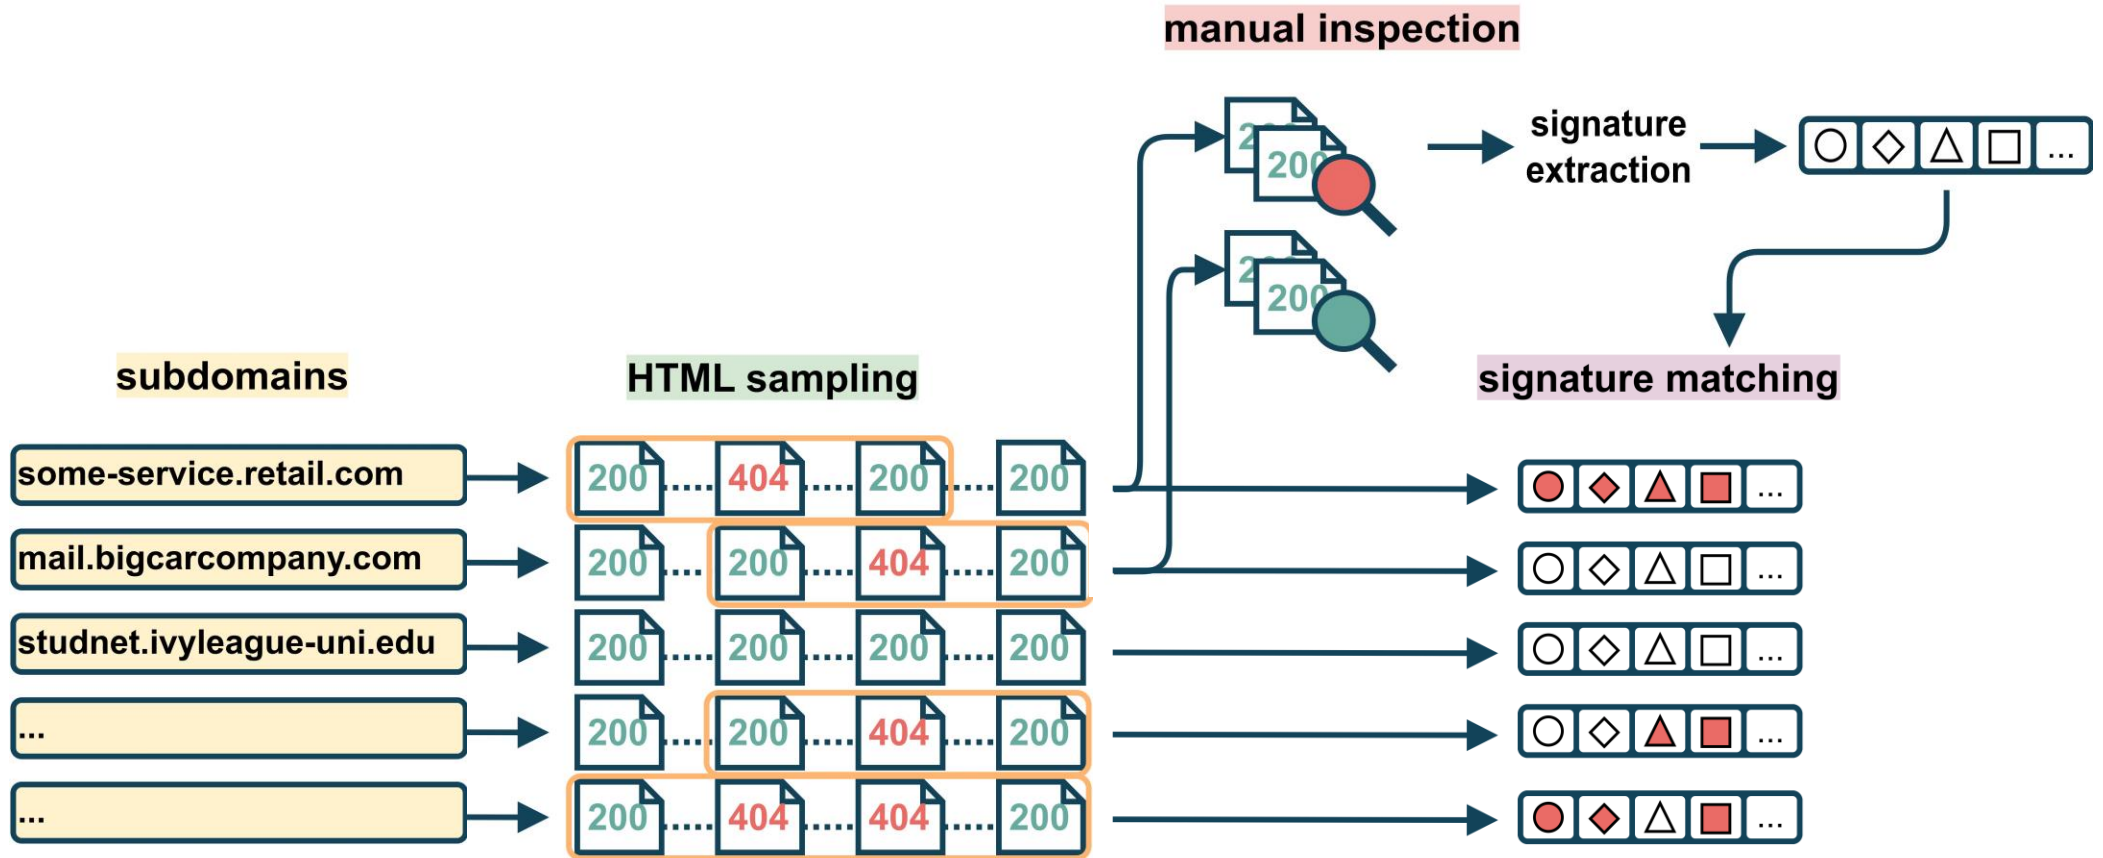 manual inspection
200
200
signature
extraction
...
200
subdomains
HTML sampling
signature matching
some-service.retail.com
200 404 200 200
...
mail.bigcarcompany.com
200 200 404 200
...
studnet.ivyleague-uni.edu
200 200 200 200
...
...
200 200 404 200
...
...
200 404 404 200
...